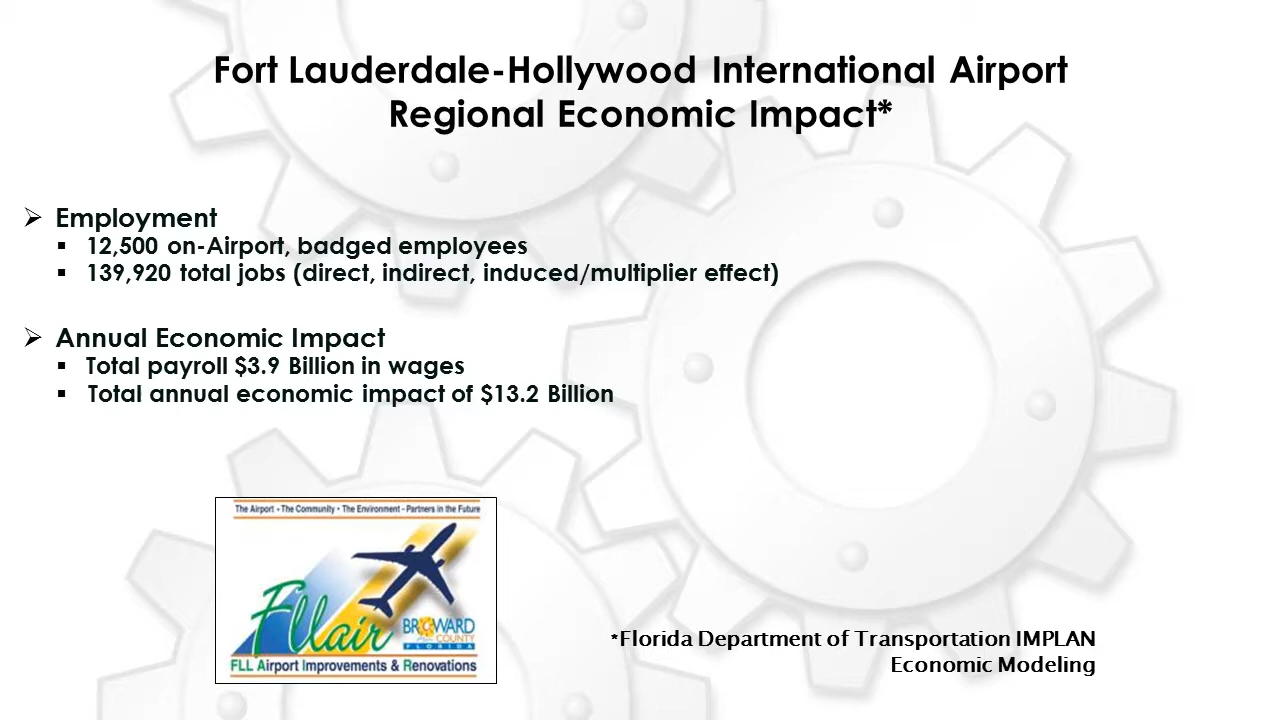 Fort Lauderdale-Hollywood International Airport
Regional Economic Impact*
➢ Employment
▪ 12,500 on-Airport, badged employees
▪ 139,920 total jobs (direct, indirect, induced/multiplier effect)
➢ Annual Economic Impact
▪ Total payroll $3.9 Billion in wages
▪ Total annual economic impact of $13.2 Billion
The Airport • The Community • The Environment - Partners in the Future
Fllair
BROWARD
COUNTY
FLORIDA
FLL Airport Improvements & Renovations
*Florida Department of Transportation IMPLAN
Economic Modeling